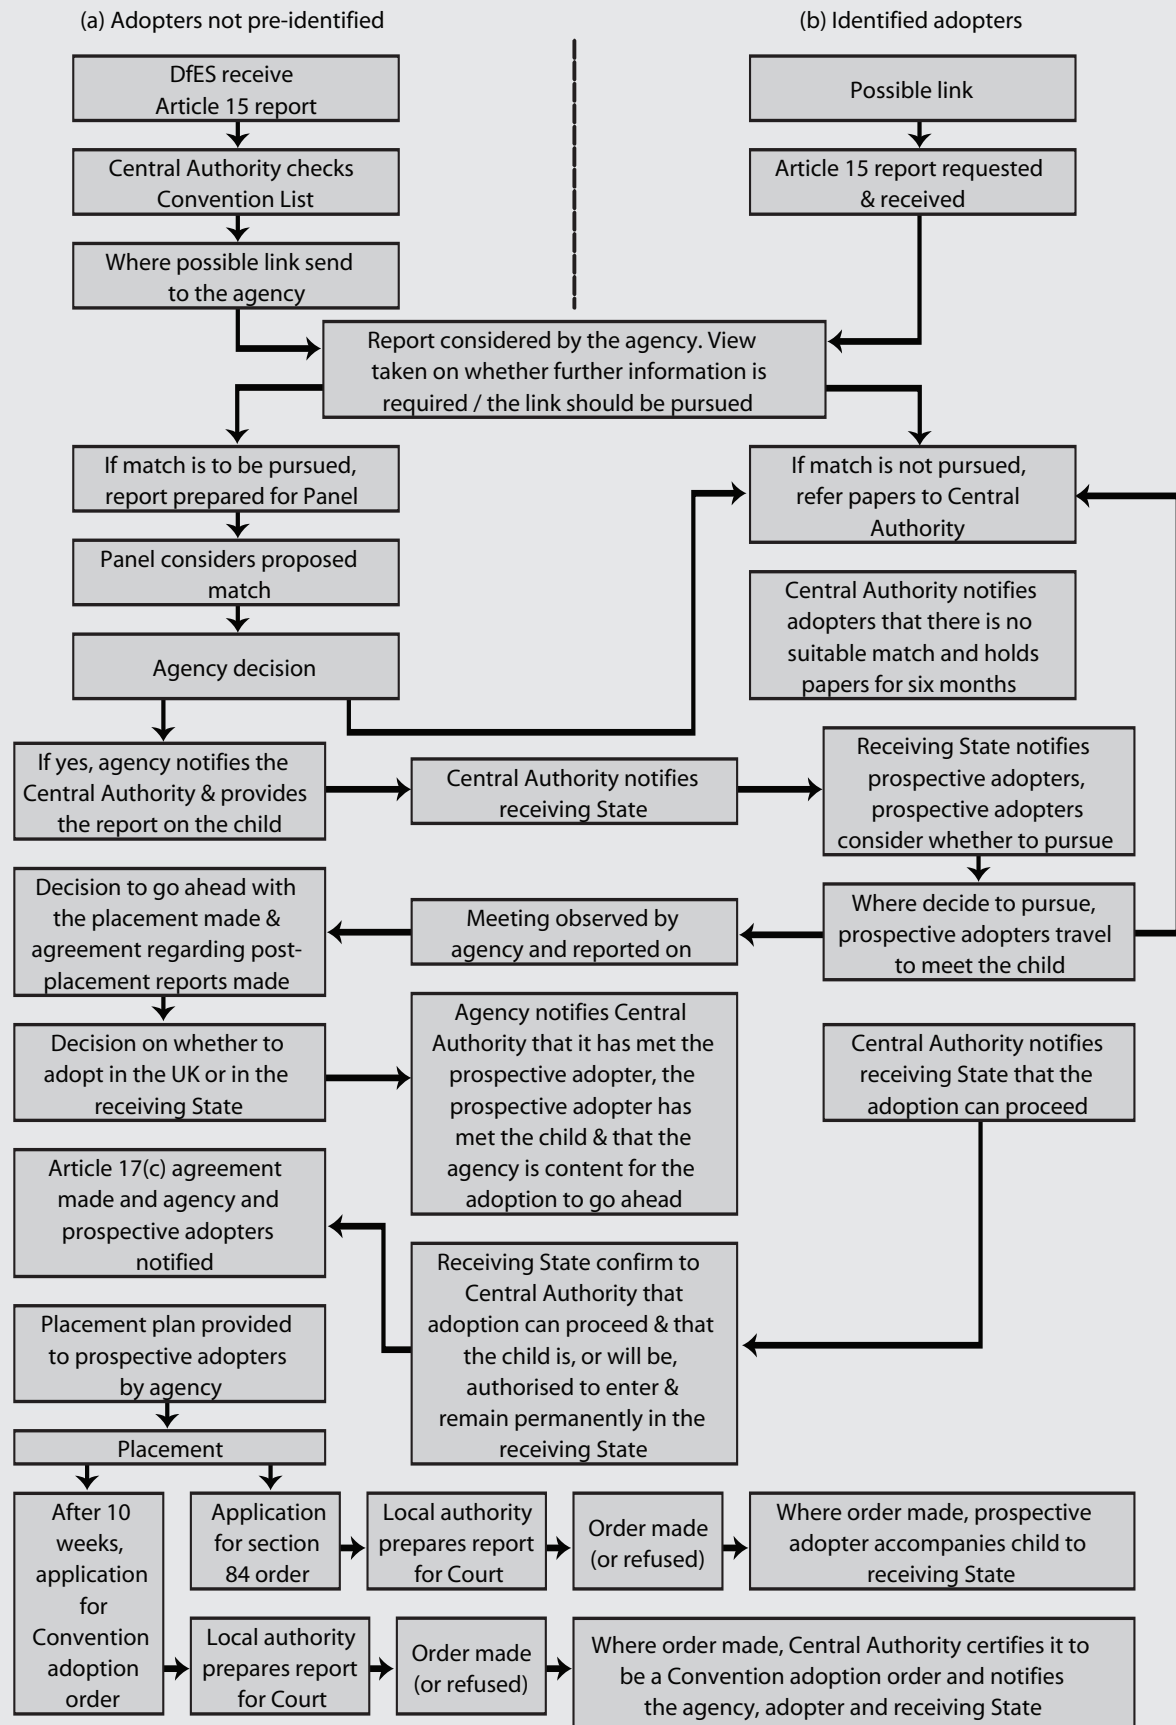 (a) Adopters not pre-identified
(b) Identified adopters
DfES receive
Article 15 report
Possible link
Central Authority checks
Convention List
Article 15 report requested
& received
Where possible link send
to the agency
Report considered by the agency. View
taken on whether further information is
required / the link should be pursued
If match is to be pursued,
report prepared for Panel
If match is not pursued,
refer papers to Central
Authority
Panel considers proposed
match
Central Authority notifies
adopters that there is no
suitable match and holds
papers for six months
Agency decision
If yes, agency notifies the
Central Authority & provides
the report on the child
Central Authority notifies
receiving State
Receiving State notifies
prospective adopters,
prospective adopters
consider whether to pursue
Decision to go ahead with
the placement made &
agreement regarding post-
placement reports made
Meeting observed by
agency and reported on
Where decide to pursue,
prospective adopters travel
to meet the child
Decision on whether to
adopt in the UK or in the
receiving State
Agency notifies Central
Authority that it has met the
prospective adopter, the
prospective adopter has
met the child & that the
agency is content for the
adoption to go ahead
Central Authority notifies
receiving State that the
adoption can proceed
Article 17(c) agreement
made and agency and
prospective adopters
notified
Receiving State confirm to
Central Authority that
adoption can proceed & that
the child is, or will be,
authorised to enter &
remain permanently in the
receiving State
Placement plan provided
to prospective adopters
by agency
Placement
After 10
weeks,
application
for
Convention
adoption
order
Application
for section
84 order
Local authority
prepares report
for Court
Order made
(or refused)
Where order made, prospective
adopter accompanies child to
receiving State
Local authority
prepares report
for Court
Order made
(or refused)
Where order made, Central Authority certifies it to
be a Convention adoption order and notifies
the agency, adopter and receiving State